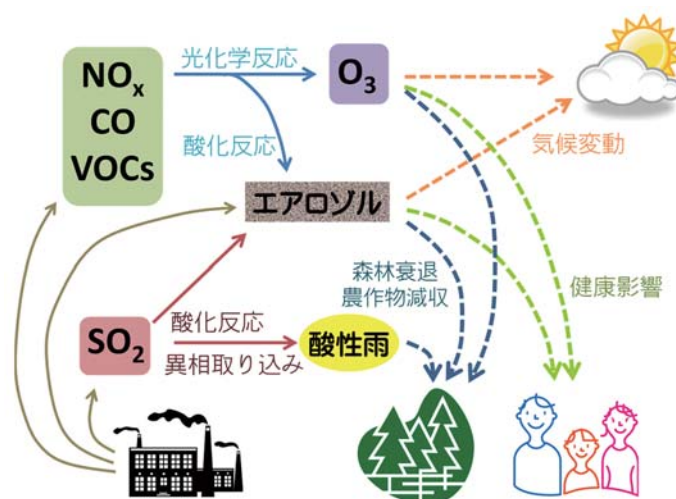 NOx
CO
VOCs
光化学反応
O3
酸化反応
気候変動
エアロゾル
森林衰退
農作物減収
健康影響
SO2
酸化反応
異相取り込み
酸性雨